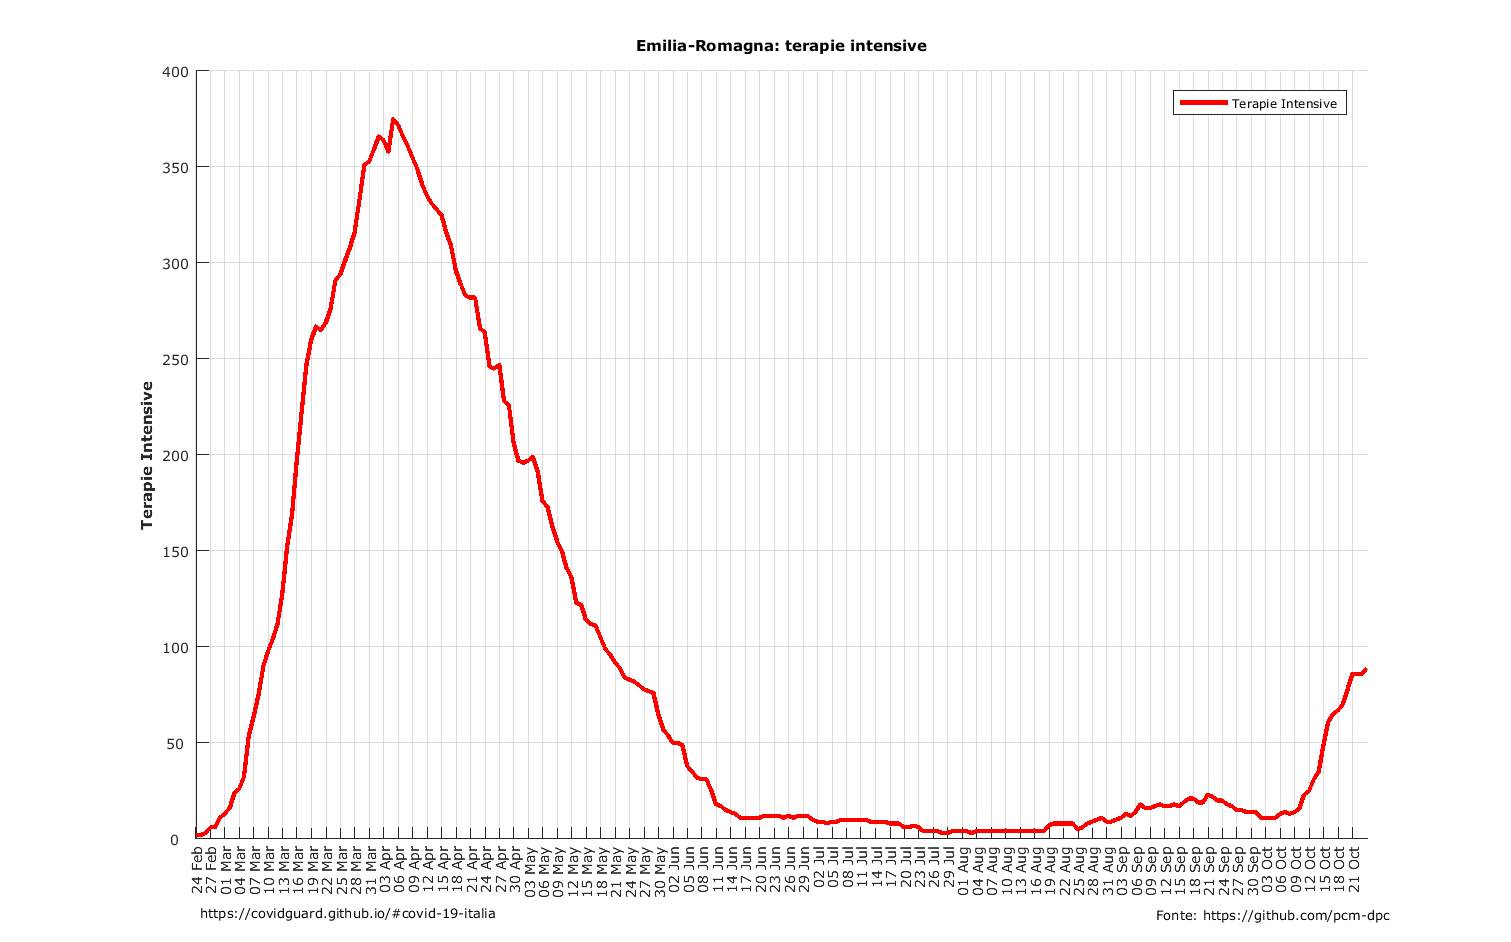 Emilia-Romagna: terapie intensive
Terapie Intensive
400
350
300
250
200
150
100
50
0
Terapie Intensive
24 Feb
27 Feb
01 Mar
04 Mar
07 Mar
10 Mar
13 Mar
16 Mar
19 Mar
22 Mar
25 Mar
28 Mar
31 Mar
03 Apr
06 Apr
09 Apr
12 Apr
15 Apr
18 Apr
21 Apr
24 Apr
27 Apr
30 Apr
03 May
06 May
09 May
12 May
15 May
18 May
21 May
24 May
27 May
30 May
02 Jun
05 Jun
08 Jun
11 Jun
14 Jun
17 Jun
20 Jun
23 Jun
26 Jun
29 Jun
02 Jul
05 Jul
08 Jul
11 Jul
14 Jul
17 Jul
20 Jul
23 Jul
26 Jul
29 Jul
01 Aug
04 Aug
07 Aug
10 Aug
13 Aug
16 Aug
19 Aug
22 Aug
25 Aug
28 Aug
31 Aug
03 Sep
06 Sep
09 Sep
12 Sep
15 Sep
18 Sep
21 Sep
24 Sep
27 Sep
30 Sep
03 Oct
06 Oct
09 Oct
12 Oct
15 Oct
18 Oct
21 Oct
https://covidguard.github.io/#covid-19-italia
Fonte: https://github.com/pcm-dpc